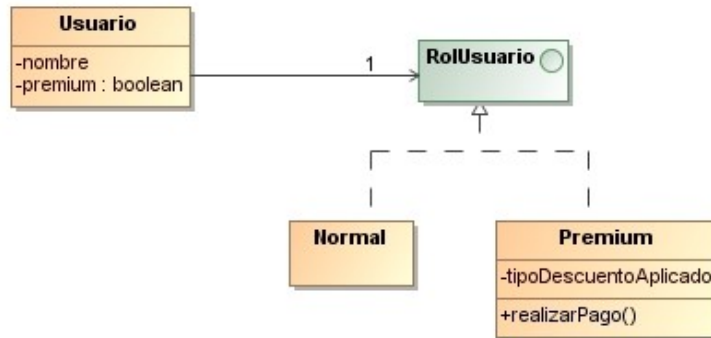 Usuario
-nombre
-premium : boolean
1
RolUsuario
Normal
Premium
-tipoDescuentoAplicado
+realizarPago()